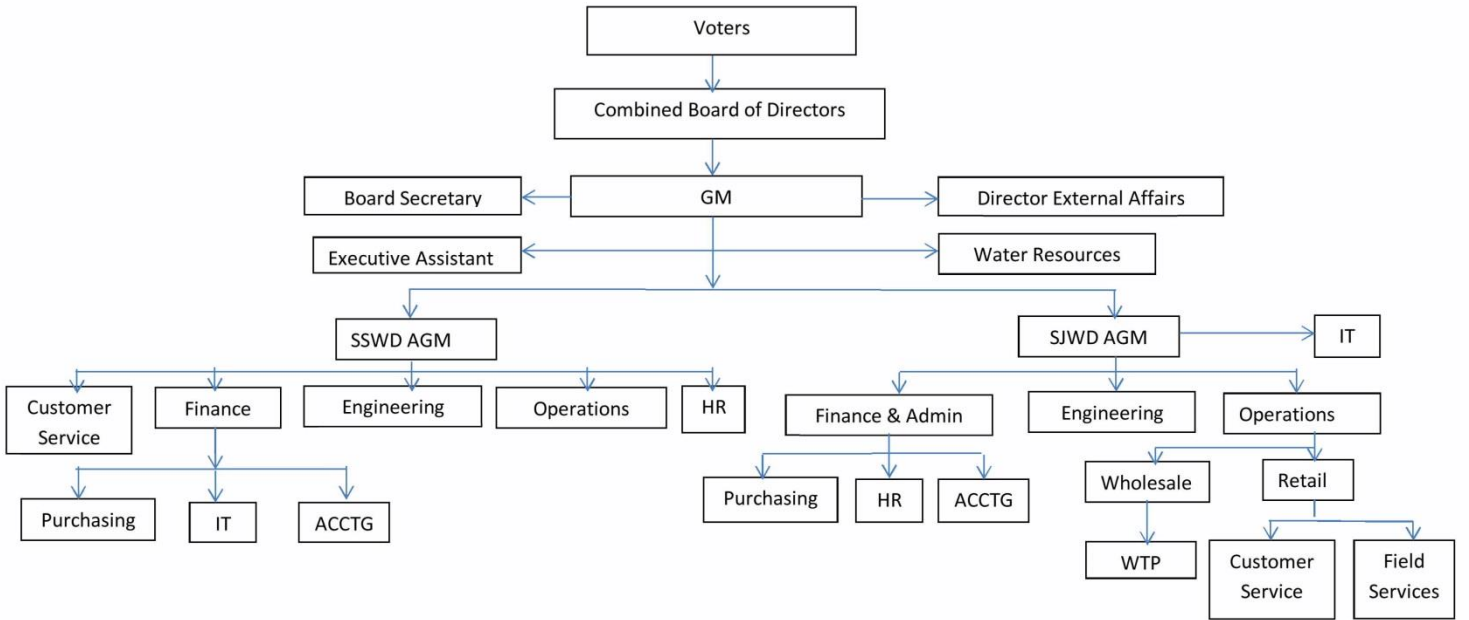 Voters
Combined Board of Directors
Board Secretary
GM
Director External Affairs
Executive Assistant
Water Resources
SSWD AGM
SJWD AGM
IT
Customer
Service
Finance
Engineering
Operations
HR
Finance & Admin
Engineering
Operations
Purchasing
IT
ACCTG
Purchasing
HR
ACCTG
Wholesale
Retail
WTP
Customer
Service
Field
Services